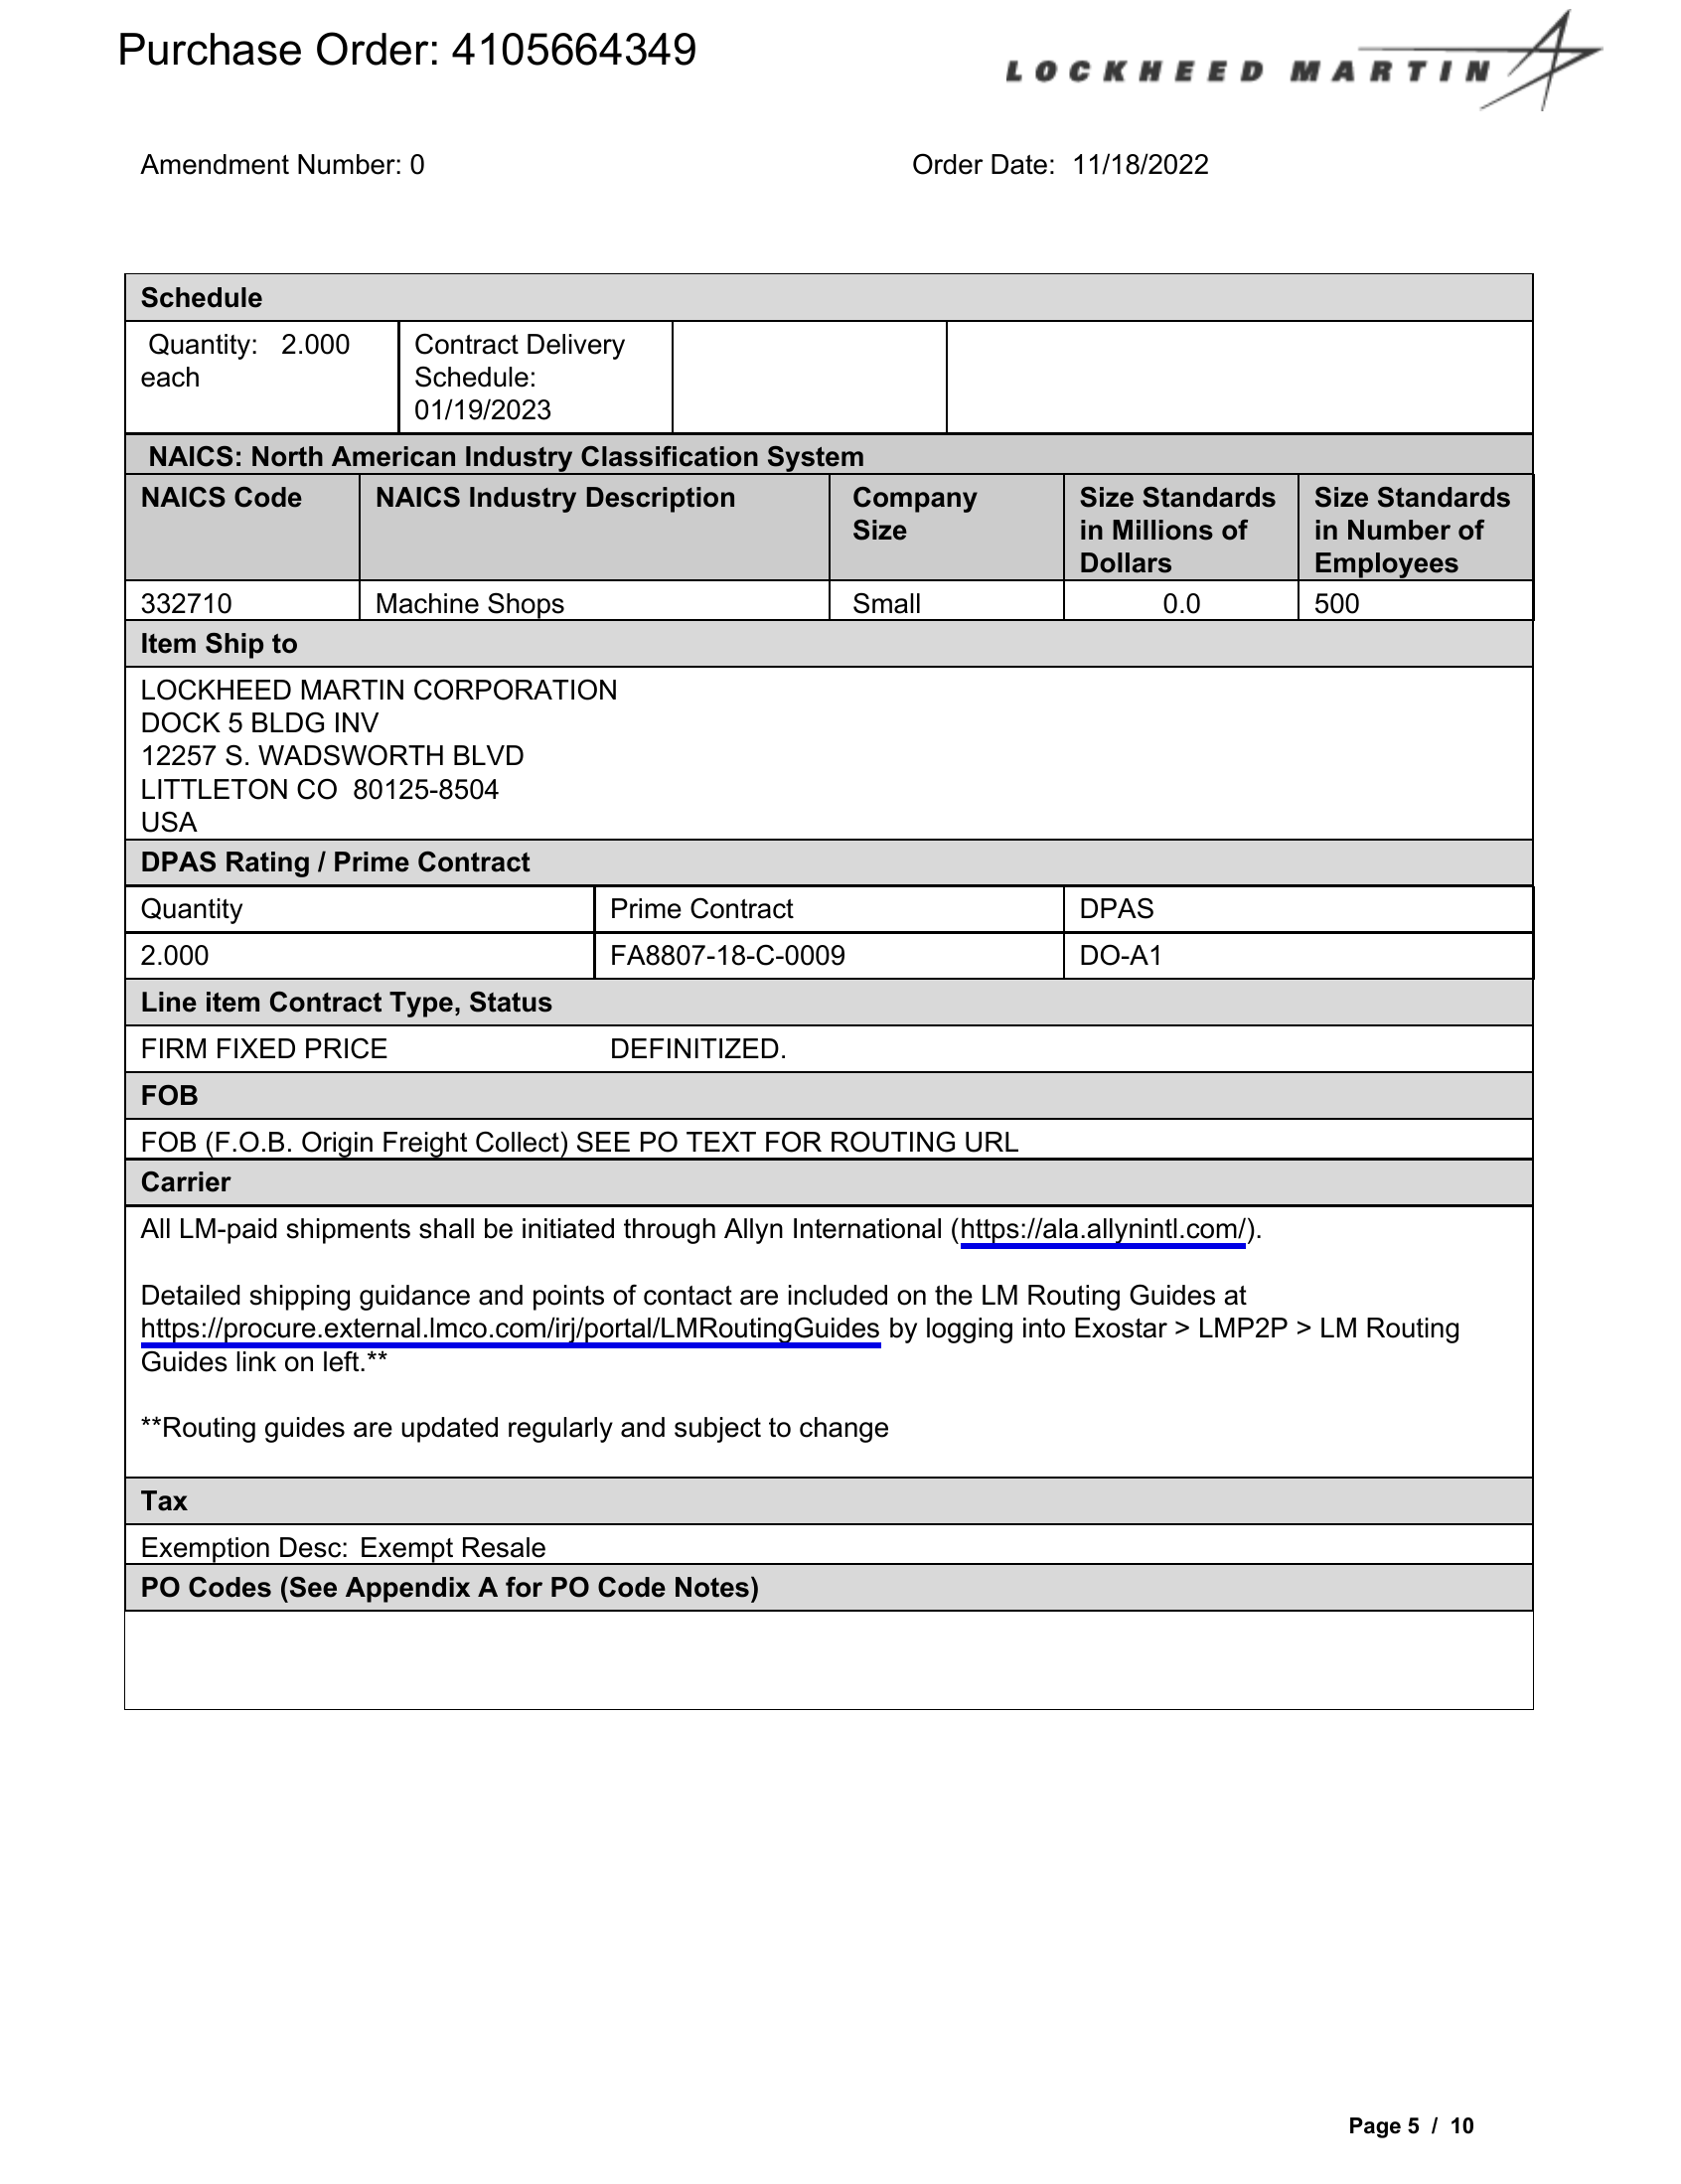 Purchase Order: 4105664349
LOCKHEED MARTIN
Amendment Number: 0
Order Date: 11/18/2022
Schedule
Quantity: 2.000
each
Contract Delivery
Schedule:
01/19/2023
NAICS: North American Industry Classification System
NAICS Code
NAICS Industry Description
Company
Size
Size Standards
in Millions of
Dollars
Size Standards
in Number of
Employees
332710
Machine Shops
Small
0.0
500
Item Ship to
LOCKHEED MARTIN CORPORATION
DOCK 5 BLDG INV
12257 S. WADSWORTH BLVD
LITTLETON CO 80125-8504
USA
DPAS Rating / Prime Contract
Quantity
Prime Contract
DPAS
2.000
FA8807-18-C-0009
DO-A1
Line item Contract Type, Status
FIRM FIXED PRICE
DEFINITIZED.
FOB
FOB (F.O.B. Origin Freight Collect) SEE PO TEXT FOR ROUTING URL
Carrier
All LM-paid shipments shall be initiated through Allyn International (https://ala.allynintl.com/).
Detailed shipping guidance and points of contact are included on the LM Routing Guides at
https://procure.external.lmco.com/irj/portal/LMRoutingGuides by logging into Exostar > LMP2P > LM Routing
Guides link on left.**
**Routing guides are updated regularly and subject to change
Tax
Exemption Desc: Exempt Resale
PO Codes (See Appendix A for PO Code Notes)
Page 5 / 10